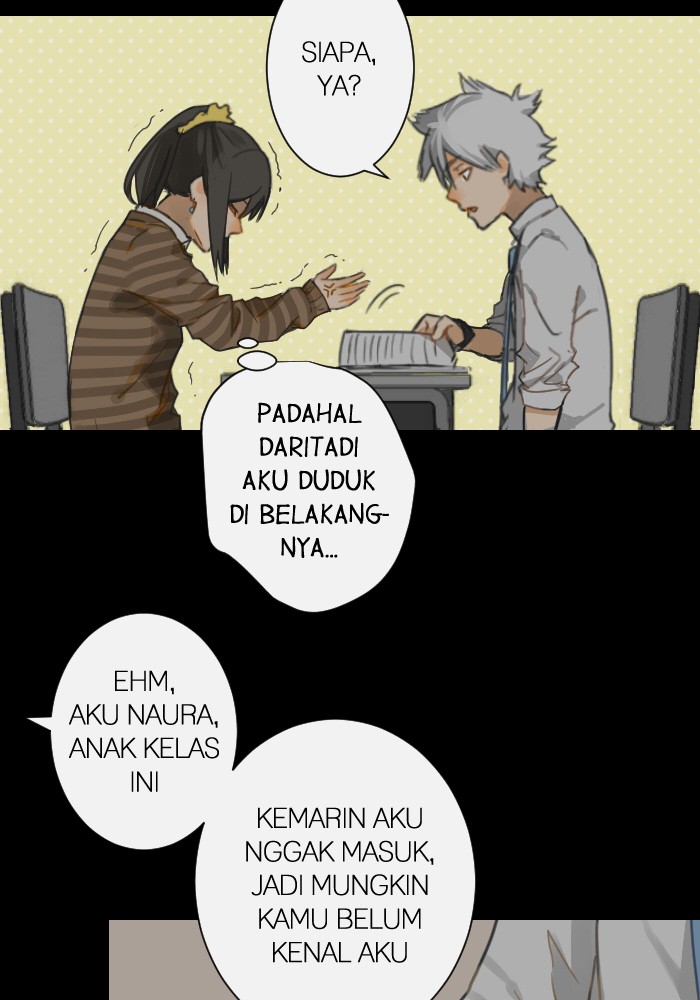 SIAPA,
YA?
PADAHAL
DARITADI
AKU DUDUK
DI BELAKANG-
NYA...
EHM,
AKU NAURA,
ANAK KELAS
INI
KEMARIN AKU
NGGAK MASUK,
JADI MUNGKIN
KAMU BELUM
KENAL AKU